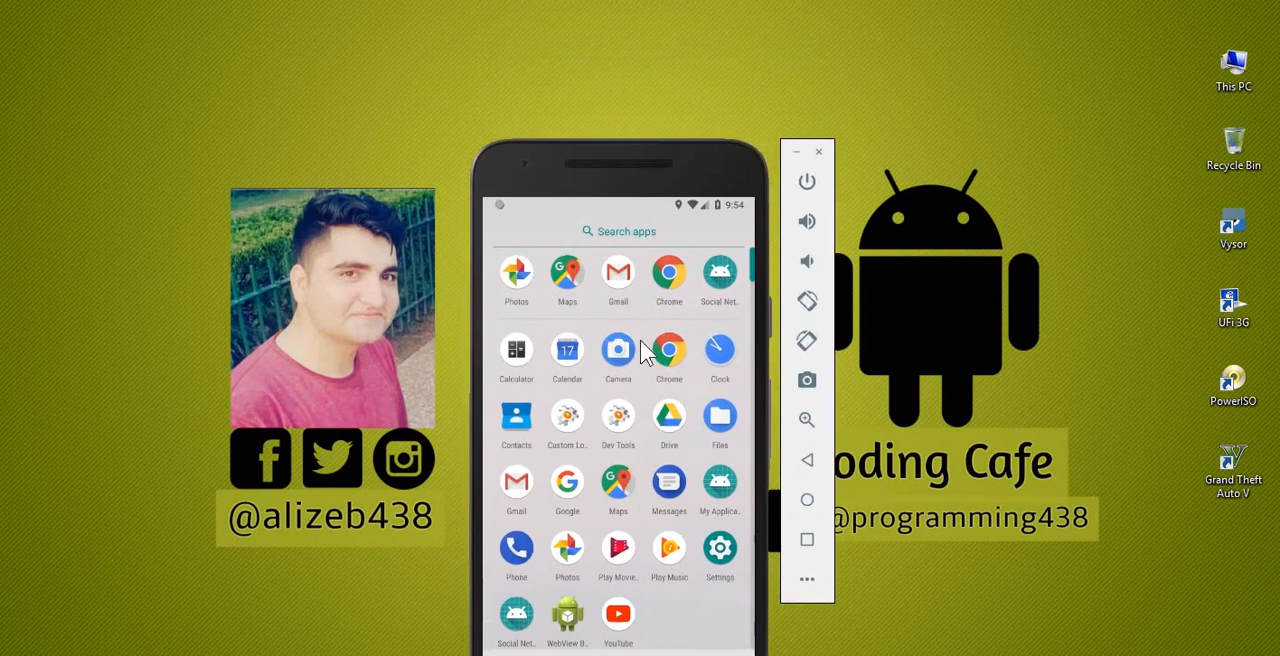 9:54
Search apps
Photos Maps Gmail Chrome Social Net..
Calculator Calendar Camera Chrome Clock
17
Contacts Custom Lo.. Dev Tools Drive Files
Gmail Google Maps Messages My Applica..
Phone Photos Play Movie.. Play Music Settings
Social Net.. WebView B.. YouTube
@alizeb438
oding Cafe
@programming438
This PC
Recycle Bin
Vysor
UFi 3G
PowerISO
Grand Theft
Auto V